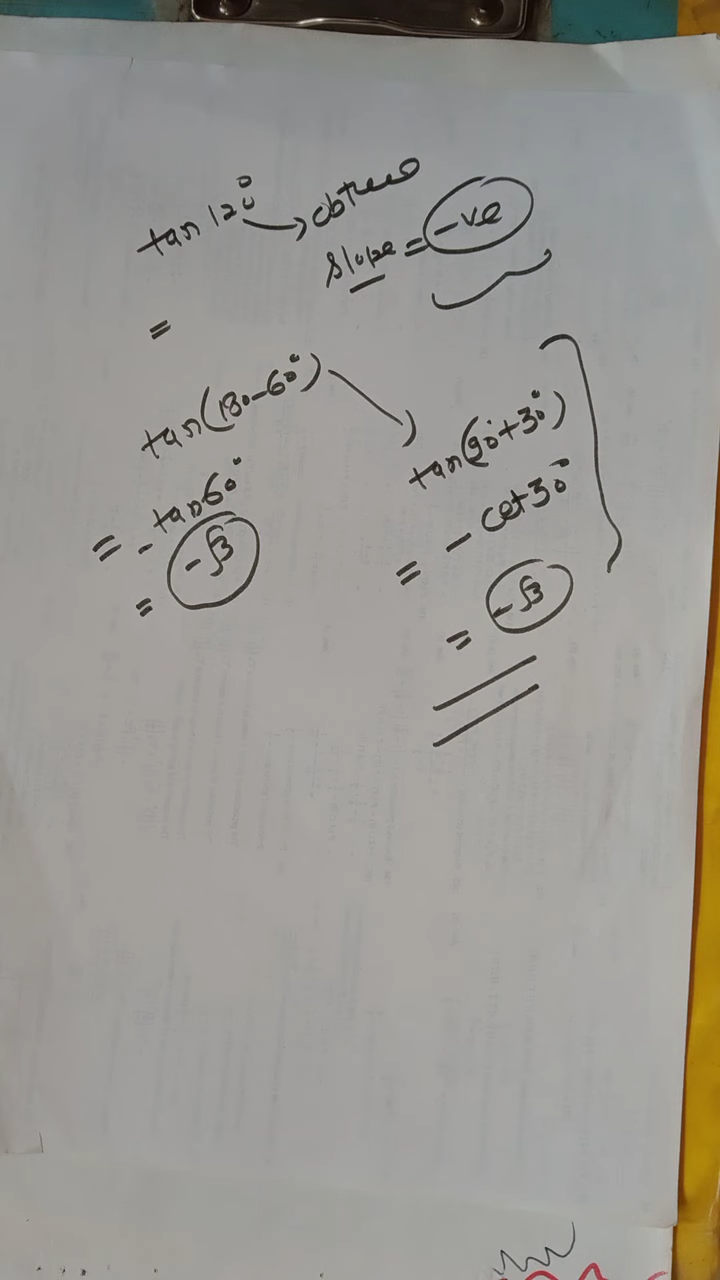 tan 120° → obtuse
slope = -ve
=
tan(180-60°)
= - tan60°
= -√3
tan(90°+30°)
= - cot30°
= -√3